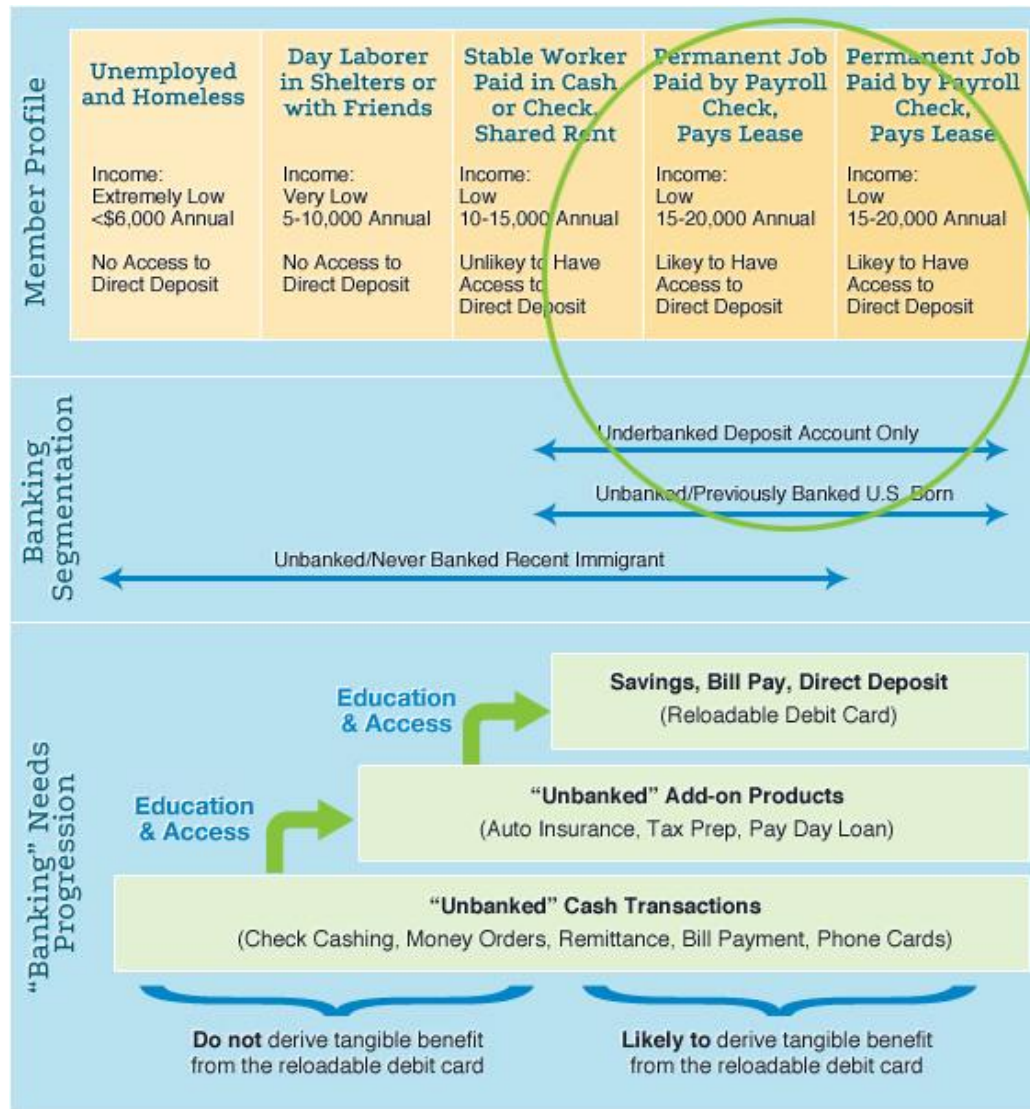 Member Profile
Unemployed
and Homeless
Income:
Extremely Low
<$6,000 Annual
No Access to
Direct Deposit
Day Laborer
in Shelters or
with Friends
Income:
Very Low
5-10,000 Annual
No Access to
Direct Deposit
Stable Worker
Paid in Cash
or Check,
Shared Rent
Income:
Low
10-15,000 Annual
Unlikey to Have
Access to
Direct Deposit
Permanent Job
Paid by Payroll
Check,
Pays Lease
Income:
Low
15-20,000 Annual
Likey to Have
Access to
Direct Deposit
Permanent Job
Paid by Payroll
Check,
Pays Lease
Income:
Low
15-20,000 Annual
Likey to Have
Access to
Direct Deposit
Banking
Segmentation
Underbanked Deposit Account Only
Unbanked/Previously Banked U.S. Born
Unbanked/Never Banked Recent Immigrant
“Banking” Needs
Progression
Education
& Access
Savings, Bill Pay, Direct Deposit
(Reloadable Debit Card)
Education
& Access
“Unbanked” Add-on Products
(Auto Insurance, Tax Prep, Pay Day Loan)
“Unbanked” Cash Transactions
(Check Cashing, Money Orders, Remittance, Bill Payment, Phone Cards)
Do not derive tangible benefit
from the reloadable debit card
Likely to derive tangible benefit
from the reloadable debit card